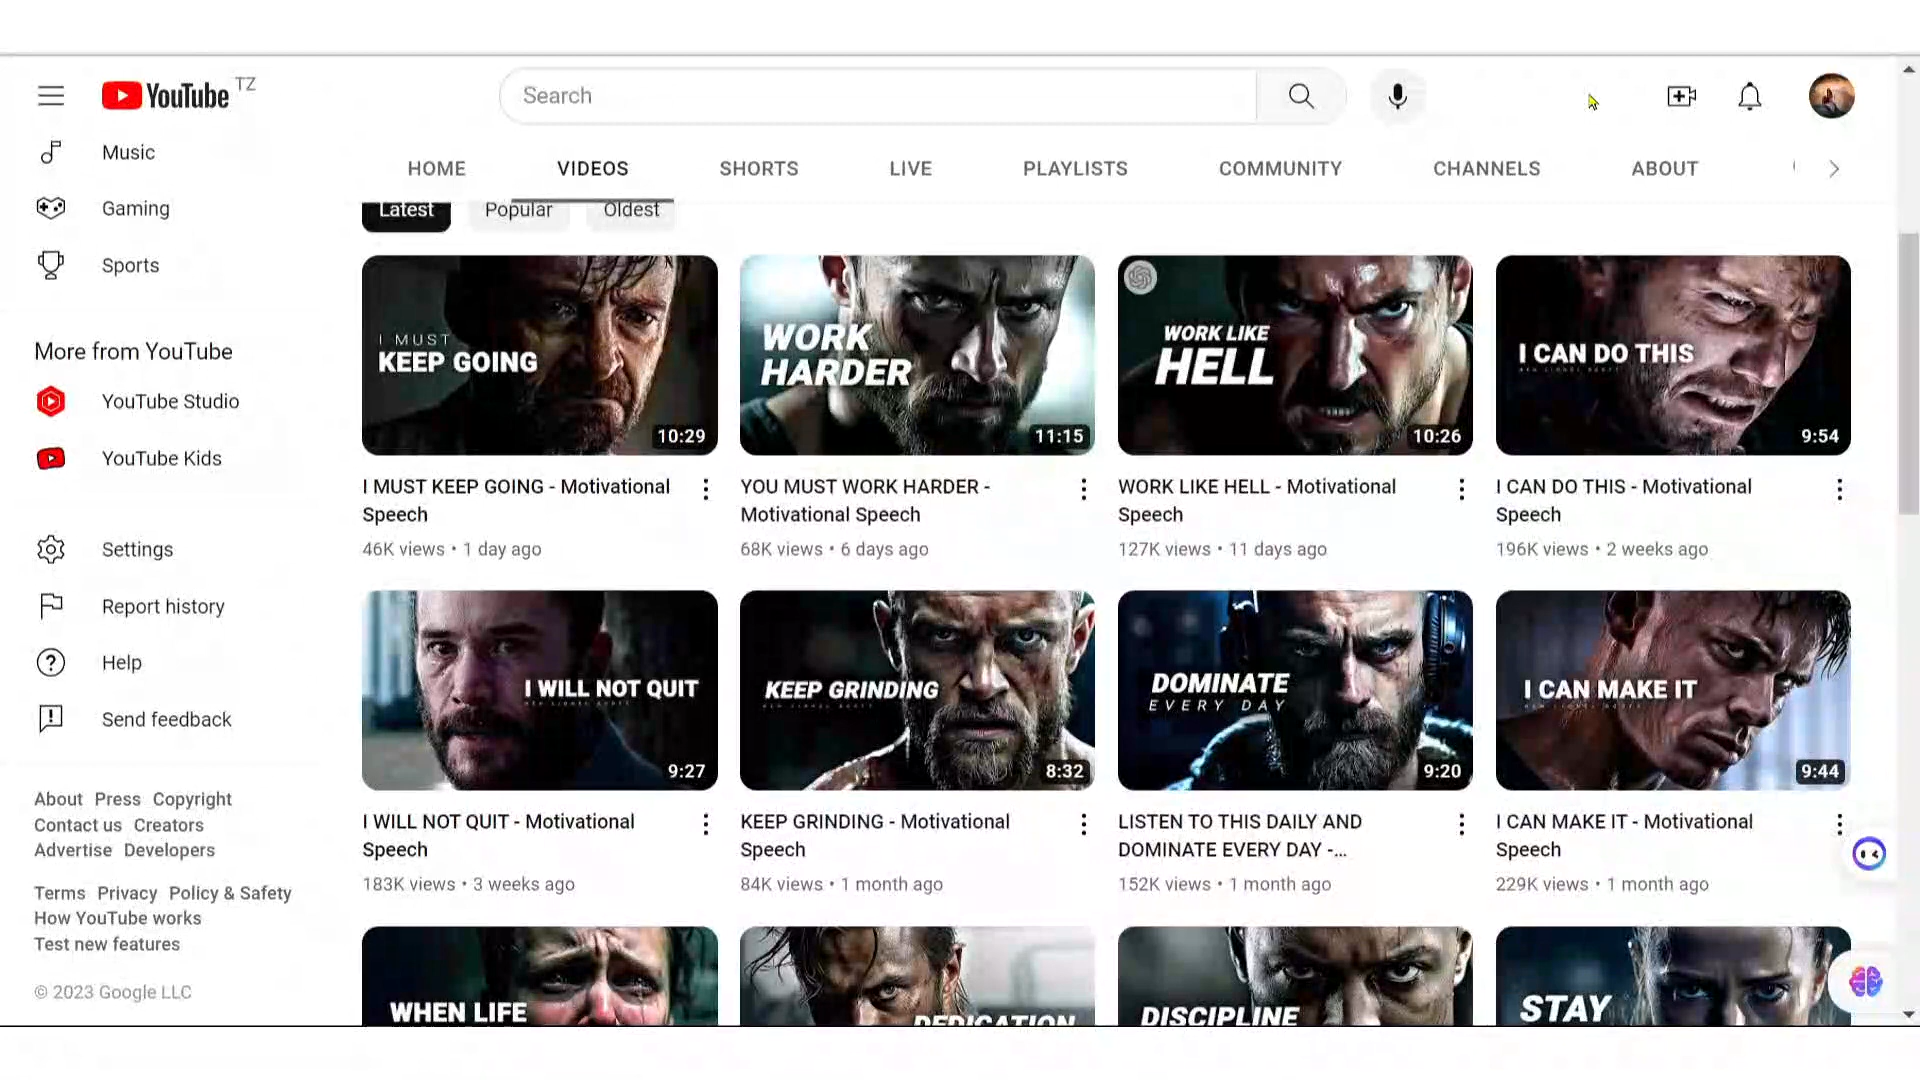 YouTube TZ
Search
Music
Gaming
Sports
More from YouTube
YouTube Studio
YouTube Kids
Settings
Report history
Help
Send feedback
About Press Copyright
Contact us Creators
Advertise Developers
Terms Privacy Policy & Safety
How YouTube works
Test new features
© 2023 Google LLC
HOME VIDEOS SHORTS LIVE PLAYLISTS COMMUNITY CHANNELS ABOUT
Latest Popular Oldest
I MUST
KEEP GOING
10:29
I MUST KEEP GOING - Motivational
Speech
46K views • 1 day ago
WORK
HARDER
11:15
YOU MUST WORK HARDER -
Motivational Speech
68K views • 6 days ago
WORK LIKE
HELL
10:26
WORK LIKE HELL - Motivational
Speech
127K views • 11 days ago
I CAN DO THIS
9:54
I CAN DO THIS - Motivational
Speech
196K views • 2 weeks ago
I WILL NOT QUIT
9:27
I WILL NOT QUIT - Motivational
Speech
183K views • 3 weeks ago
KEEP GRINDING
8:32
KEEP GRINDING - Motivational
Speech
84K views • 1 month ago
DOMINATE
EVERY DAY
9:20
LISTEN TO THIS DAILY AND
DOMINATE EVERY DAY -...
152K views • 1 month ago
I CAN MAKE IT
9:44
I CAN MAKE IT - Motivational
Speech
229K views • 1 month ago
WHEN LIFE
DEDICATION
DISCIPLINE
STAY